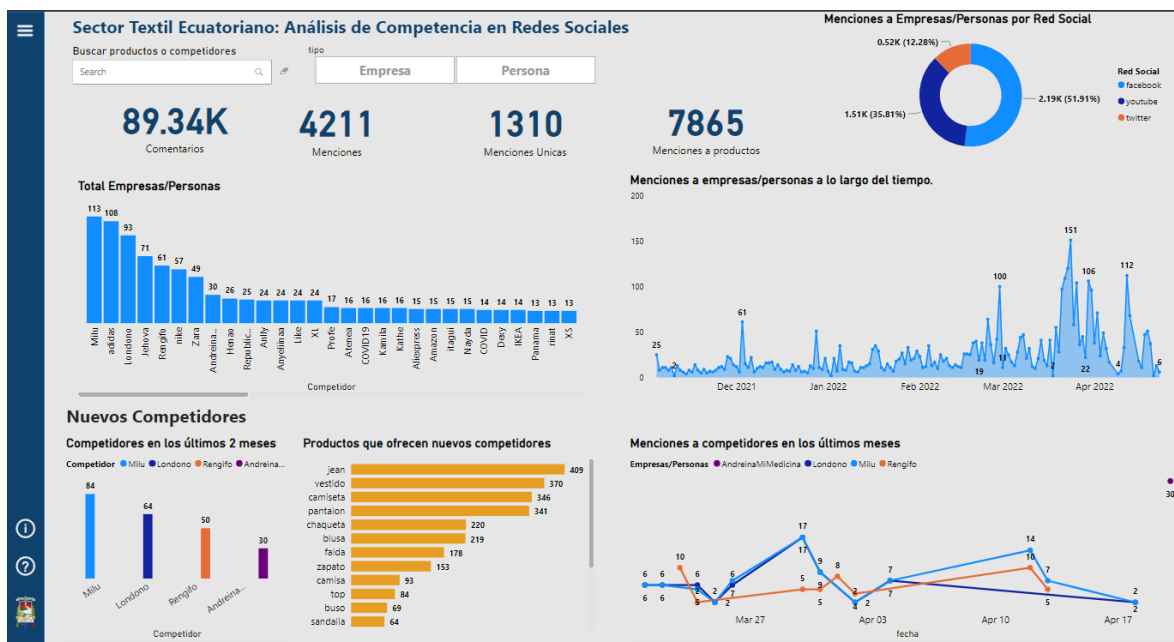 Sector Textil Ecuatoriano: Análisis de Competencia en Redes Sociales
Buscar productos o competidores
Search
tipo
Empresa
Persona
89.34K
Comentarios
4211
Menciones
1310
Menciones Unicas
7865
Menciones a productos
Menciones a Empresas/Personas por Red Social
0.52K (12.28%)
2.19K (51.91%)
1.51K (35.81%)
Red Social
facebook
youtube
twitter
Total Empresas/Personas
113 108 93 71 61 57 49 30 26 25 24 24 24 24 17 16 16 16 16 15 15 15 15 14 14 14 13 13 13
Milu adidas Londono Jehova Rengifo nike Zara Andreina... Henao Republic... Anily Anyelinaa Like Xl Profe Atenea COVID19 Kamila Kathe Aliexpress Amazon itagui Nayda COVID Dexy IKEA Panama rinat XS
Competidor
Menciones a empresas/personas a lo largo del tiempo.
200
150
100
50
0
25 2 61 19 100 11 2 151 22 106 4 112 6
Dec 2021 Jan 2022 Feb 2022 Mar 2022 Apr 2022
Nuevos Competidores
Competidores en los últimos 2 meses
Competidor Milu Londono Rengifo Andreina...
84 64 50 30
Milu Londono Rengifo Andreina...
Competidor
Productos que ofrecen nuevos competidores
jean 409
vestido 370
camiseta 346
pantalon 341
chaqueta 220
blusa 219
falda 178
zapato 153
camisa 93
top 84
buso 69
sandalia 64
Menciones a competidores en los últimos meses
Empresas/Personas AndreinaMiMedicina Londono Milu Rengifo
30
17
17
14
10 9 8 10
6 6 6 6 5 7 7
6 6 5 2 2 7 9 5 2 4 2 7 5 2 2
Mar 27 Apr 03 Apr 10 Apr 17
fecha